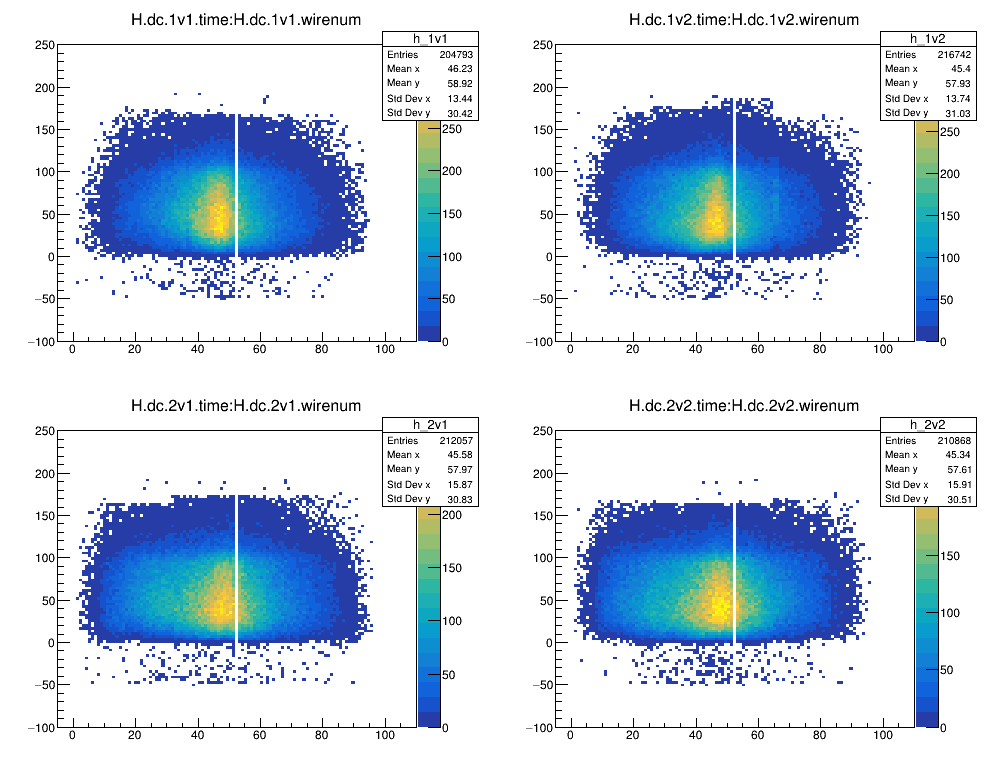 H.dc.1v1.time:H.dc.1v1.wirenum
h_1v1
Entries 204793
Mean x 46.23
Mean y 58.92
Std Dev x 13.44
Std Dev y 30.42
250
200
150
100
50
0
−50
−100
0 20 40 60 80 100
250
200
150
100
50
0
H.dc.1v2.time:H.dc.1v2.wirenum
h_1v2
Entries 216742
Mean x 45.4
Mean y 57.93
Std Dev x 13.74
Std Dev y 31.03
250
200
150
100
50
0
−50
−100
0 20 40 60 80 100
250
200
150
100
50
0
H.dc.2v1.time:H.dc.2v1.wirenum
h_2v1
Entries 212057
Mean x 45.58
Mean y 57.97
Std Dev x 15.87
Std Dev y 30.83
250
200
150
100
50
0
−50
−100
0 20 40 60 80 100
200
150
100
50
0
H.dc.2v2.time:H.dc.2v2.wirenum
h_2v2
Entries 210868
Mean x 45.34
Mean y 57.61
Std Dev x 15.91
Std Dev y 30.51
250
200
150
100
50
0
−50
−100
0 20 40 60 80 100
150
100
50
0